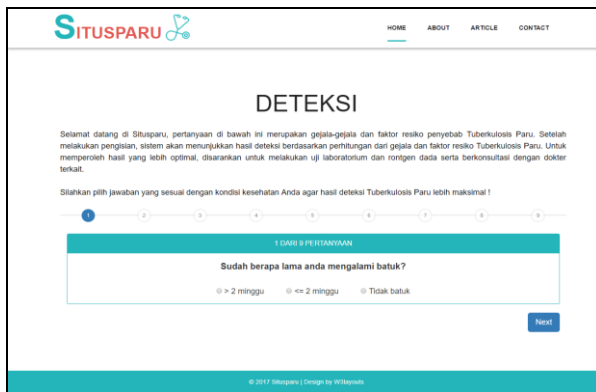 SITUSPARU
HOME ABOUT ARTICLE CONTACT
DETEKSI
Selamat datang di Situsparu, pertanyaan di bawah ini merupakan gejala-gejala dan faktor resiko penyebab Tuberkulosis Paru. Setelah
melakukan pengisian, sistem akan menunjukkan hasil deteksi berdasarkan perhitungan dari gejala dan faktor resiko Tuberkulosis Paru. Untuk
memperoleh hasil yang lebih optimal, disarankan untuk melakukan uji laboratorium dan rontgen dada serta berkonsultasi dengan dokter
terkait.
Silahkan pilih jawaban yang sesuai dengan kondisi kesehatan Anda agar hasil deteksi Tuberkulosis Paru lebih maksimal !
1 2 3 4 5 6 7 8 9
1 DARI 9 PERTANYAAN
Sudah berapa lama anda mengalami batuk?
> 2 minggu <= 2 minggu Tidak batuk
Next
© 2017 Situsparu | Design by W3layouts